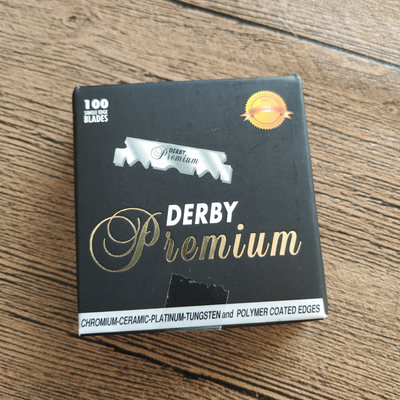 100
SINGLE EDGE
BLADES
DERBY
Premium
DERBY
Premium
CHROMIUM-CERAMIC-PLATINUM-TUNGSTEN and POLYMER COATED EDGES